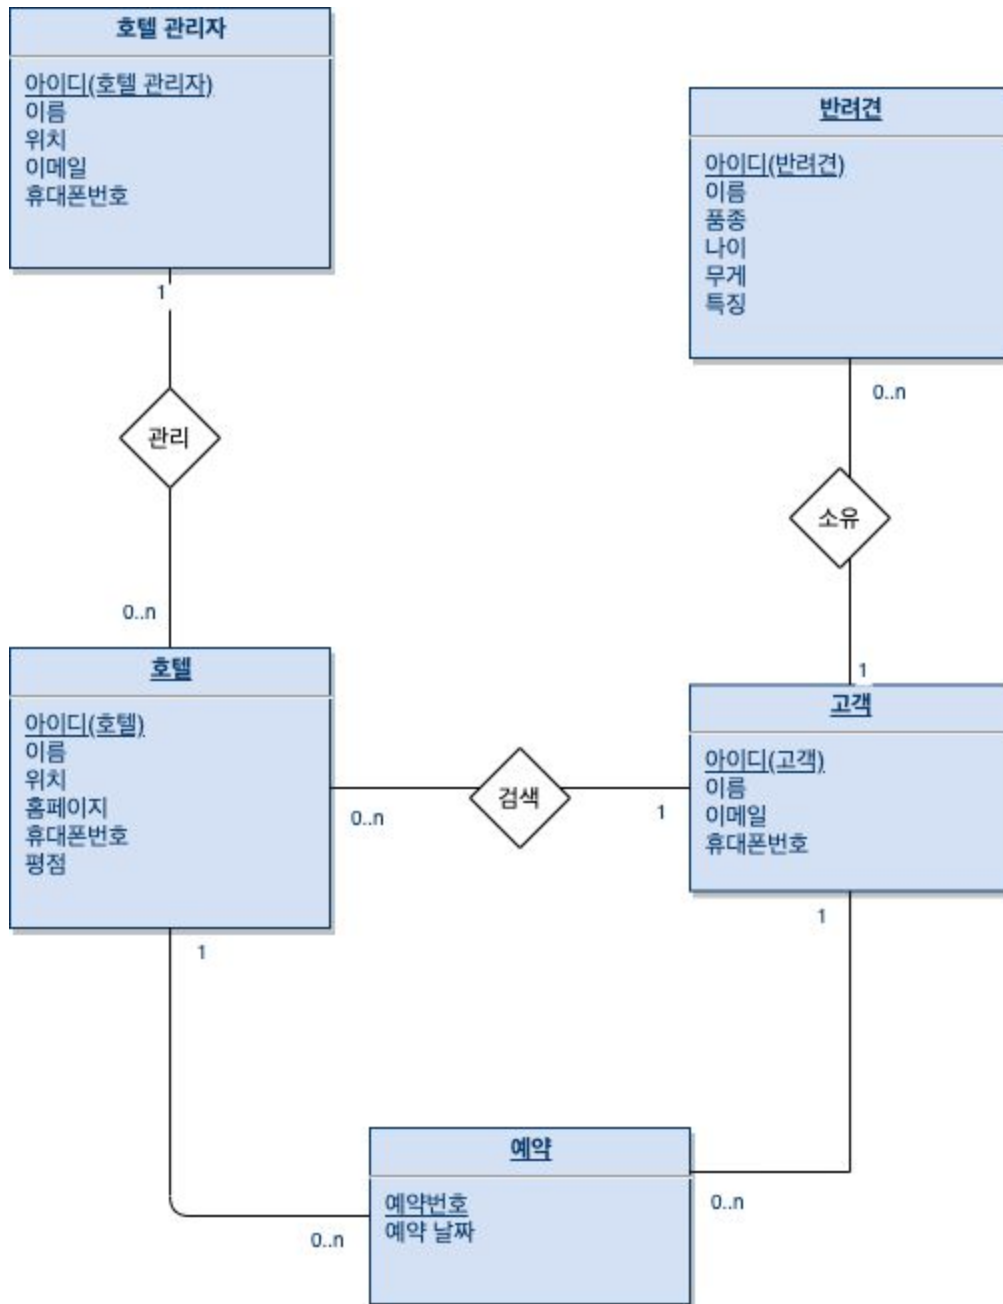 호텔 관리자
아이디(호텔 관리자)
이름
위치
이메일
휴대폰번호
1
관리
0..n
반려견
아이디(반려견)
이름
품종
나이
무게
특징
0..n
소유
1
호텔
아이디(호텔)
이름
위치
홈페이지
휴대폰번호
평점
0..n
검색
1
고객
아이디(고객)
이름
이메일
휴대폰번호
1
1
예약
예약번호
예약 날짜
0..n
0..n